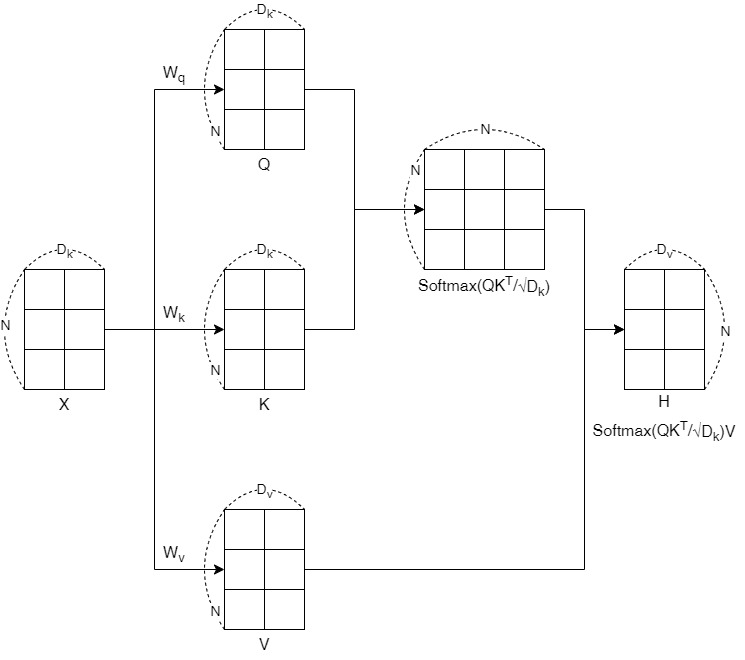 Dk
Wq
N
Q
N
N
Softmax(QKᵀ/√Dk)
Dk
N
X
Dk
Wk
N
K
Dv
N
H
Softmax(QKᵀ/√Dk)V
Dv
Wv
N
V